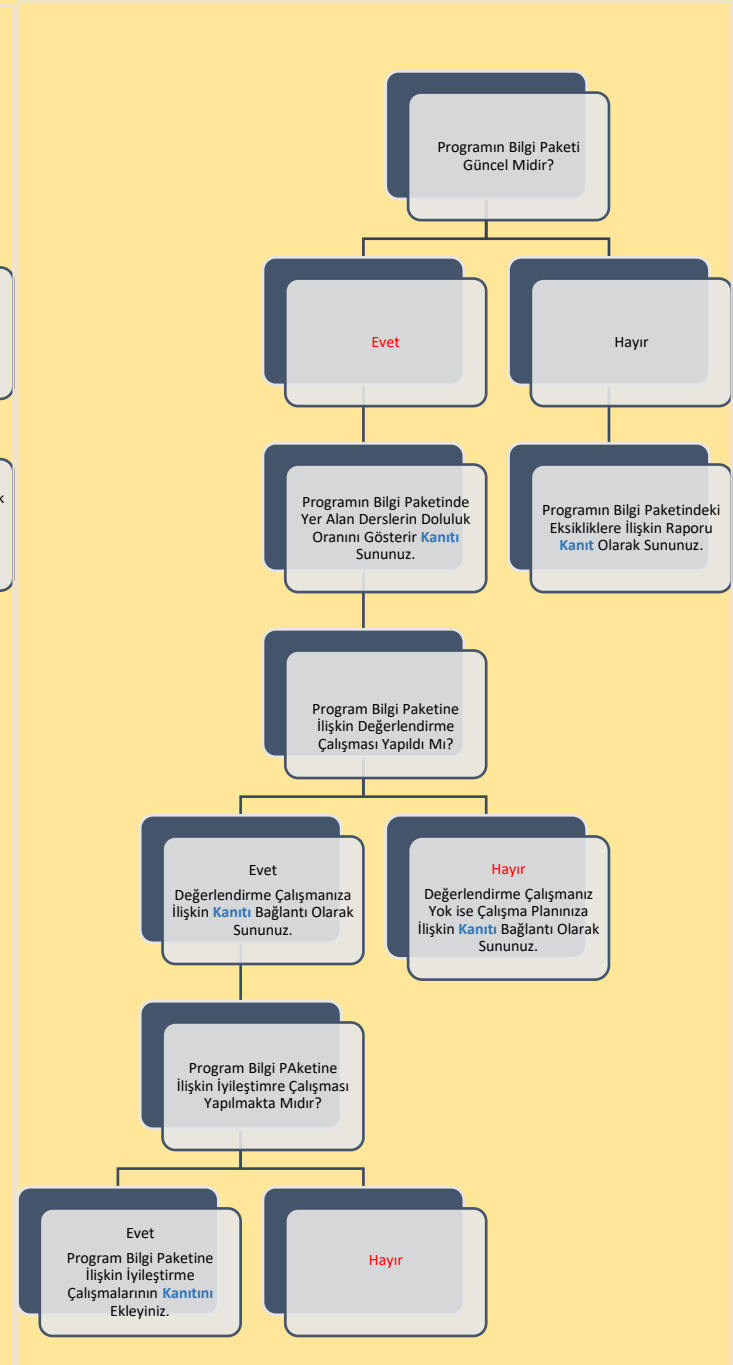 Programın Bilgi Paketi
Güncel Midir?
Evet
Hayır
k
Programın Bilgi Paketinde
Yer Alan Derslerin Doluluk
Oranını Gösterir Kanıtı
Sununuz.
Programın Bilgi Paketindeki
Eksikliklere İlişkin Raporu
Kanıt Olarak Sununuz.
Program Bilgi Paketine
İlişkin Değerlendirme
Çalışması Yapıldı Mı?
Evet
Değerlendirme Çalışmanıza
İlişkin Kanıtı Bağlantı Olarak
Sununuz.
Hayır
Değerlendirme Çalışmanız
Yok ise Çalışma Planınıza
İlişkin Kanıtı Bağlantı Olarak
Sununuz.
Program Bilgi PAketine
İlişkin İyileştimre Çalışması
Yapılmakta Mıdır?
Evet
Program Bilgi Paketine
İlişkin İyileştirme
Çalışmalarının Kanıtını
Ekleyiniz.
Hayır